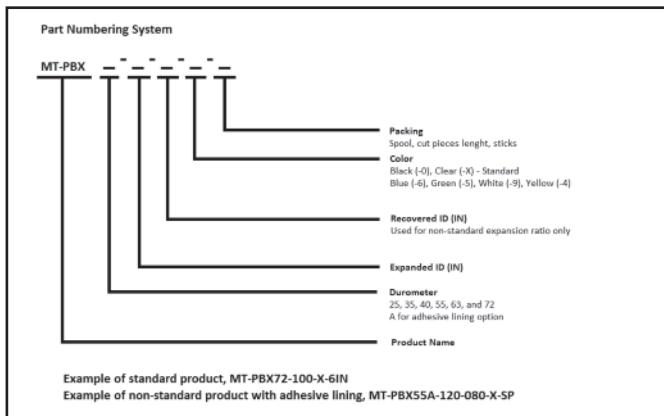 Part Numbering System
MT-PBX _ - _ - _ - _ - _
Packing
Spool, cut pieces lenght, sticks
Color
Black (-0), Clear (-X) - Standard
Blue (-6), Green (-5), White (-9), Yellow (-4)
Recovered ID (IN)
Used for non-standard expansion ratio only
Expanded ID (IN)
Durometer
25, 35, 40, 55, 63, and 72
A for adhesive lining option
Product Name
Example of standard product, MT-PBX72-100-X-6IN
Example of non-standard product with adhesive lining, MT-PBX55A-120-080-X-SP